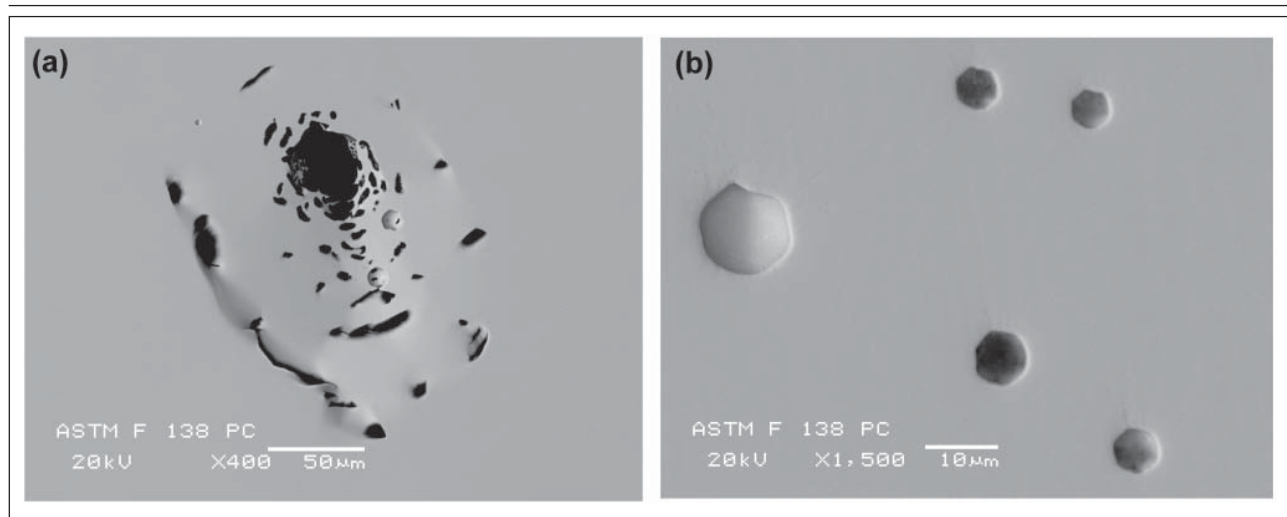 (a)
ASTM F 138 PC
20kV X400 50µm
(b)
ASTM F 138 PC
20kV X1,500 10µm